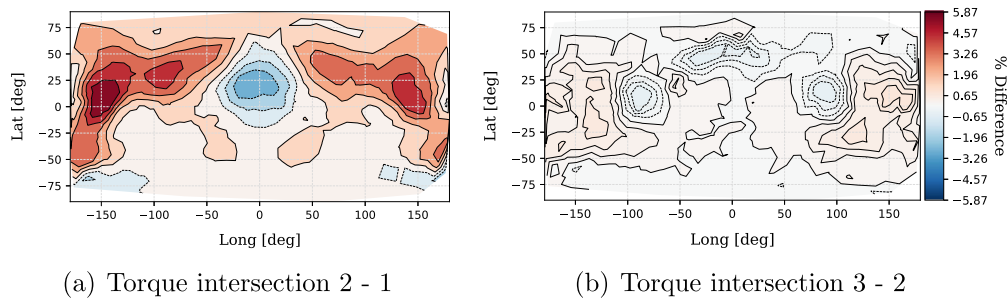 75
50
25
0
−25
−50
−75
Lat [deg]
−150 −100 −50 0 50 100 150
Long [deg]
(a) Torque intersection 2 - 1
75
50
25
0
−25
−50
−75
Lat [deg]
−150 −100 −50 0 50 100 150
Long [deg]
(b) Torque intersection 3 - 2
5.87
4.57
3.26
1.96
0.65
−0.65
−1.96
−3.26
−4.57
−5.87
% Difference